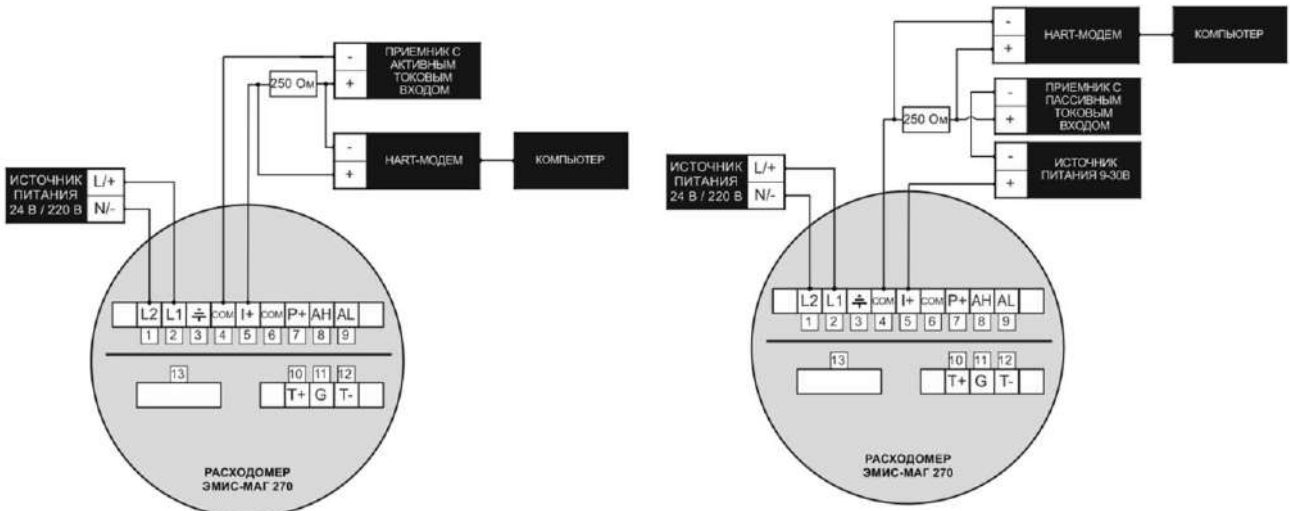 ПРИЕМНИК С
АКТИВНЫМ
ТОКОВЫМ
ВХОДОМ
-
+
250 Ом
-
+
HART-МОДЕМ
КОМПЬЮТЕР
ИСТОЧНИК
ПИТАНИЯ
24 В / 220 В
L/+
N/-
L2 L1 COM I+ COM P+ AH AL
1 2 3 4 5 6 7 8 9
13 10 11 12
T+ G T-
РАСХОДОМЕР
ЭМИС-МАГ 270
-
+
HART-МОДЕМ
КОМПЬЮТЕР
-
+
ПРИЕМНИК С
ПАССИВНЫМ
ТОКОВЫМ
ВХОДОМ
250 Ом
-
+
ИСТОЧНИК
ПИТАНИЯ 9-30В
ИСТОЧНИК
ПИТАНИЯ
24 В / 220 В
L/+
N/-
L2 L1 COM I+ COM P+ AH AL
1 2 3 4 5 6 7 8 9
13 10 11 12
T+ G T-
РАСХОДОМЕР
ЭМИС-МАГ 270